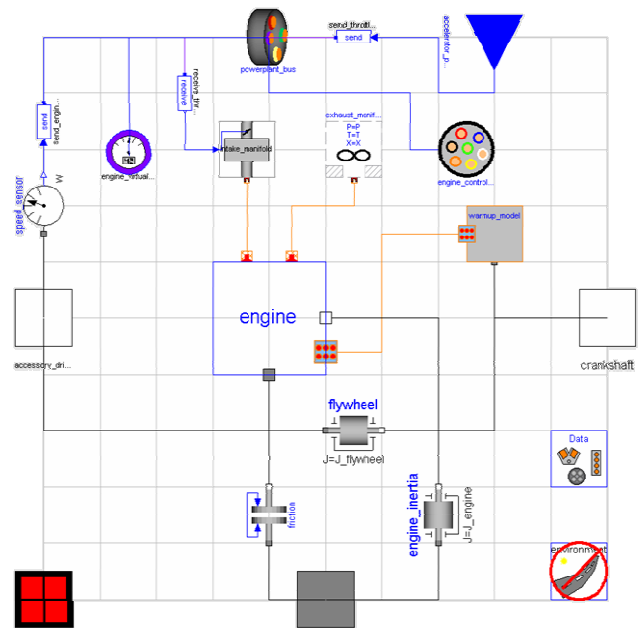 send_throttl...
send
accelerator_p...
powerplant_bus
receive
receive_thr...
send
send_engin...
exhaust_manif...
P=P
T=T
X=X
intake_manifold
engine_virtual...
engine_control...
W
speed_sensor
warmup_model
engine
accessory_dri...
crankshaft
flywheel
J=J_flywheel
Data
engine_inertia
J=J_engine
friction
environment